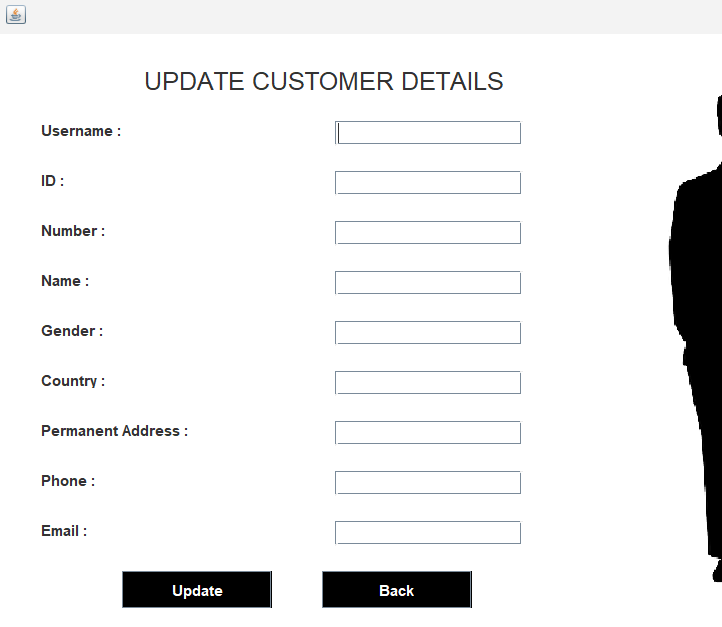 UPDATE CUSTOMER DETAILS
Username :
ID :
Number :
Name :
Gender :
Country :
Permanent Address :
Phone :
Email :
Update Back